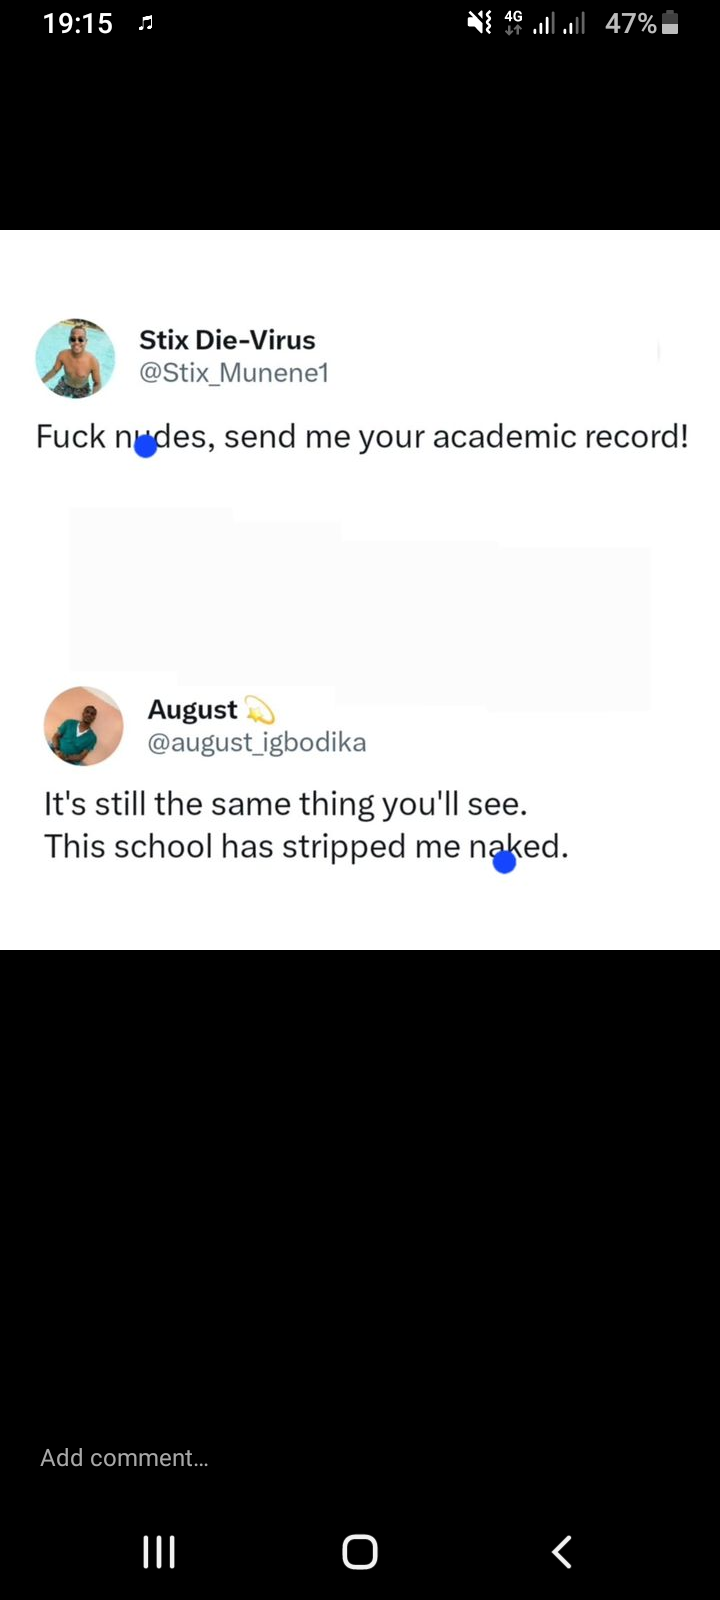 19:15 4G 47%
Stix Die-Virus
@Stix_Munene1
Fuck nudes, send me your academic record!
August
@august_igbodika
It's still the same thing you'll see.
This school has stripped me naked.
Add comment...